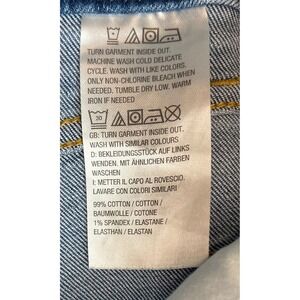 TURN GARMENT INSIDE OUT.
MACHINE WASH COLD DELICATE
CYCLE. WASH WITH LIKE COLOURS.
ONLY NON-CHLORINE BLEACH WHEN
NEEDED. TUMBLE DRY LOW. WARM
IRON IF NEEDED
30
GB: TURN GARMENT INSIDE OUT.
WASH WITH SIMILAR COLOURS
D: BEKLEIDUNGSSTÜCK AUF LINKS
WENDEN. MIT ÄHNLICHEN FARBEN
WASCHEN
I: METTER IL CAPO AL ROVESCIO.
LAVARE CON COLORI SIMILARI
99% COTTON / COTTON /
BAUMWOLLE / COTONE
1% SPANDEX / ELASTANE /
ELASTHAN / ELASTAN